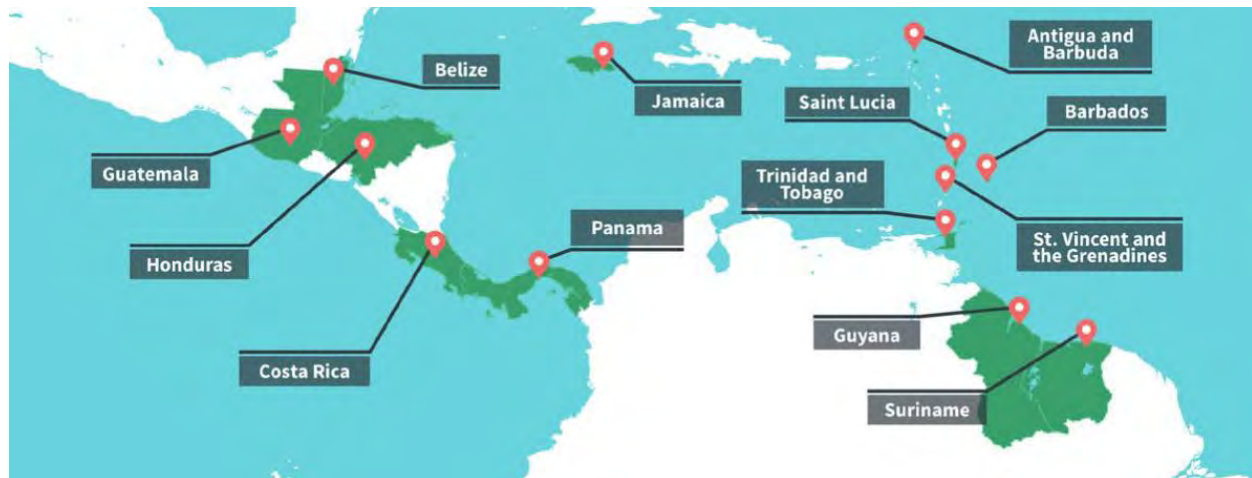 Antigua and
Barbuda
Belize
Jamaica
Saint Lucia
Barbados
Guatemala
Trinidad and
Tobago
Panama
St. Vincent and
the Grenadines
Honduras
Guyana
Costa Rica
Suriname